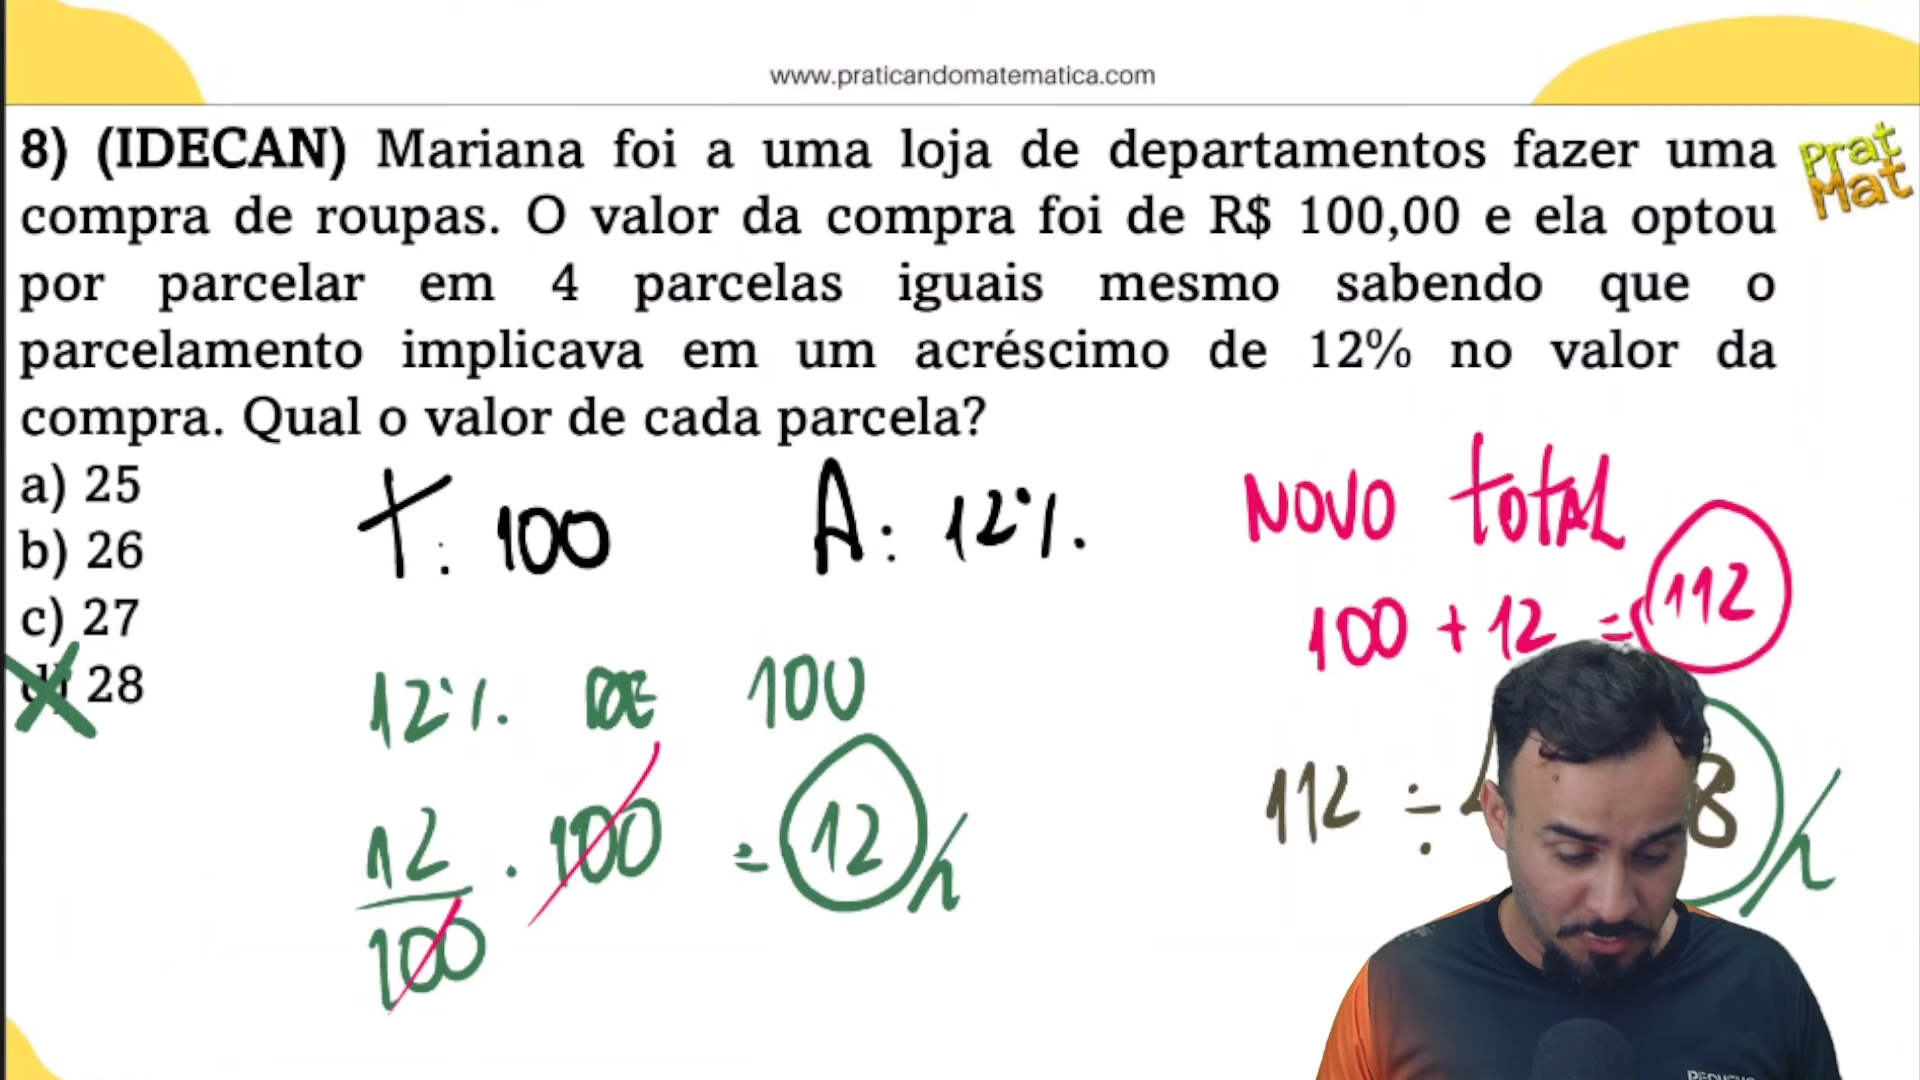 www.praticandomatematica.com
8) (IDECAN) Mariana foi a uma loja de departamentos fazer uma
compra de roupas. O valor da compra foi de R$ 100,00 e ela optou
por parcelar em 4 parcelas iguais mesmo sabendo que o
parcelamento implicava em um acréscimo de 12% no valor da
compra. Qual o valor de cada parcela?
Prat
Mat
a) 25
b) 26
c) 27
d) 28
T: 100
A: 12%.
NOVO TOTAL
100 + 12 = 112
12%. DE 100
12/100 . 100 = 12
112 ÷ 8